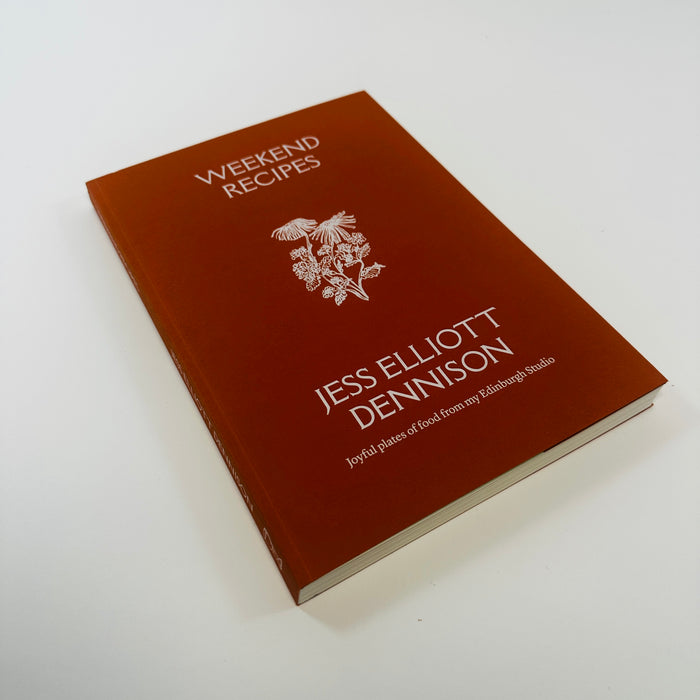 WEEKEND
RECIPES
JESS ELLIOTT
DENNISON
Joyful plates of food from my Edinburgh Studio